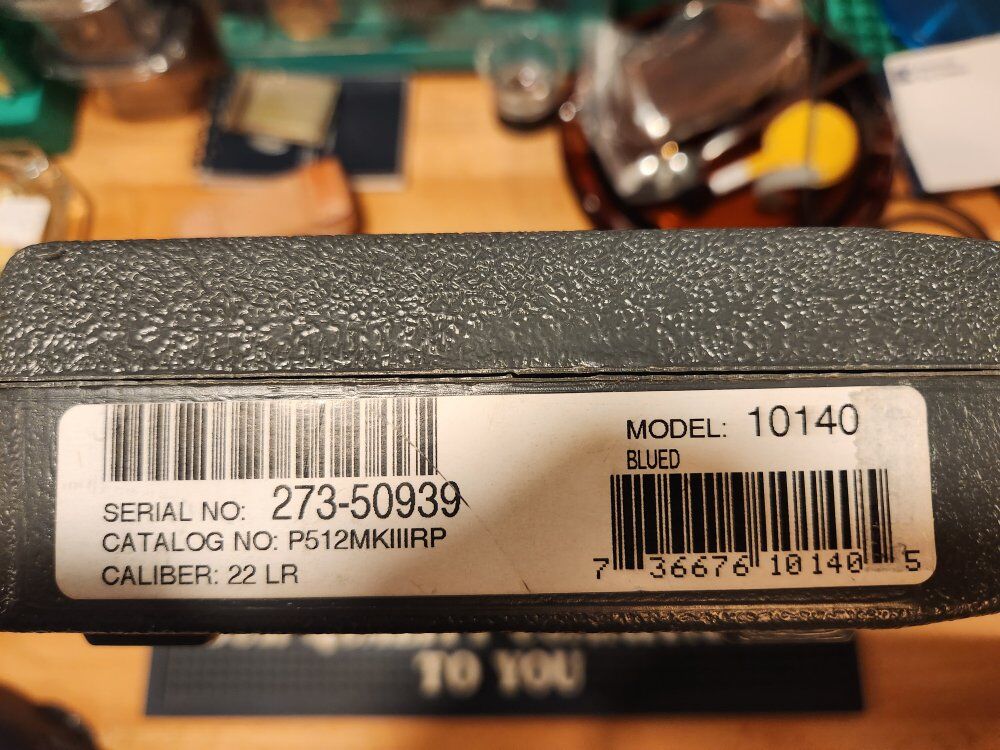 SERIAL NO: 273-50939
CATALOG NO: P512MKIIIRP
CALIBER: 22 LR
MODEL: 10140
BLUED
7 36676 10140 5
TO YOU